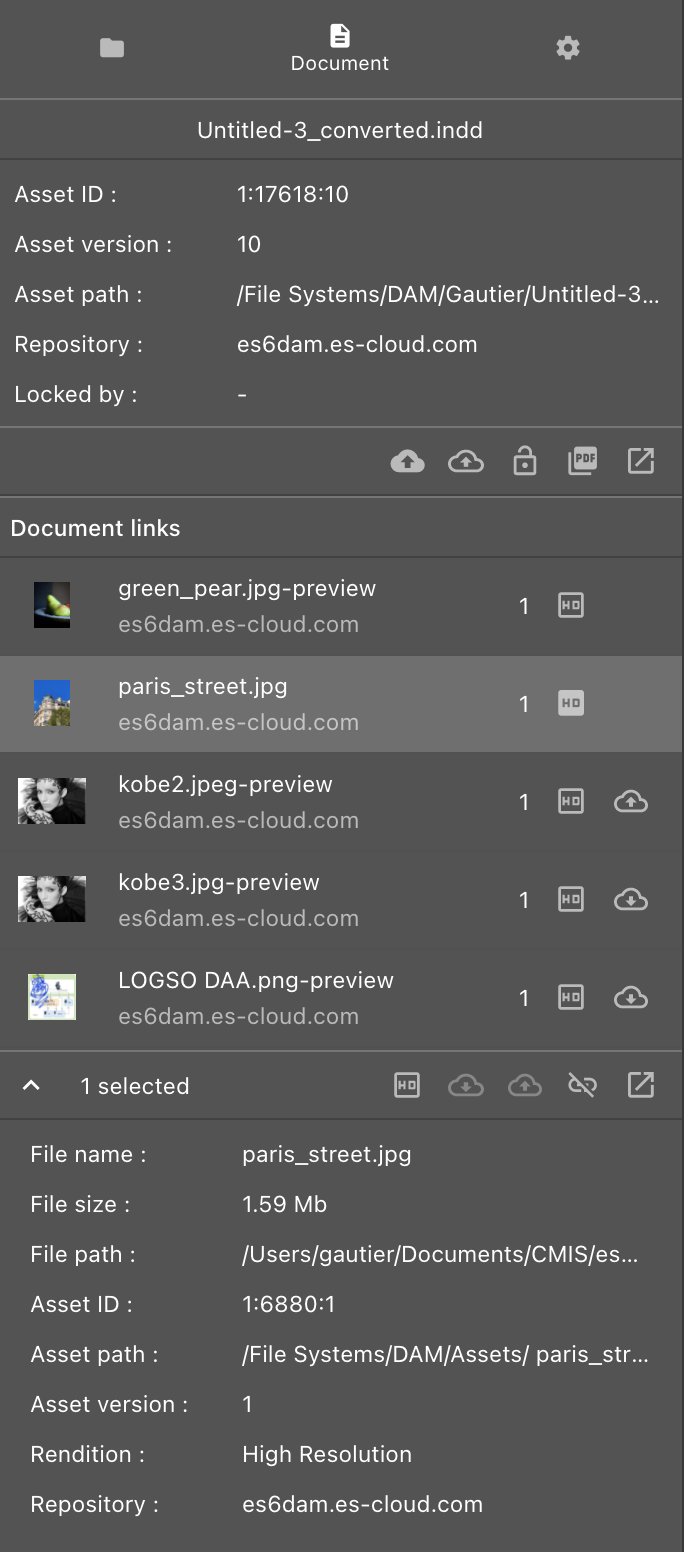 Document
Untitled-3_converted.indd
Asset ID : 1:17618:10
Asset version : 10
Asset path : /File Systems/DAM/Gautier/Untitled-3...
Repository : es6dam.es-cloud.com
Locked by : -
PDF
Document links
green_pear.jpg-preview
1 HD
es6dam.es-cloud.com
paris_street.jpg
1 HD
es6dam.es-cloud.com
kobe2.jpeg-preview
1 HD
es6dam.es-cloud.com
kobe3.jpg-preview
1 HD
es6dam.es-cloud.com
LOGSO DAA.png-preview
1 HD
es6dam.es-cloud.com
1 selected HD
File name : paris_street.jpg
File size : 1.59 Mb
File path : /Users/gautier/Documents/CMIS/es...
Asset ID : 1:6880:1
Asset path : /File Systems/DAM/Assets/ paris_str...
Asset version : 1
Rendition : High Resolution
Repository : es6dam.es-cloud.com